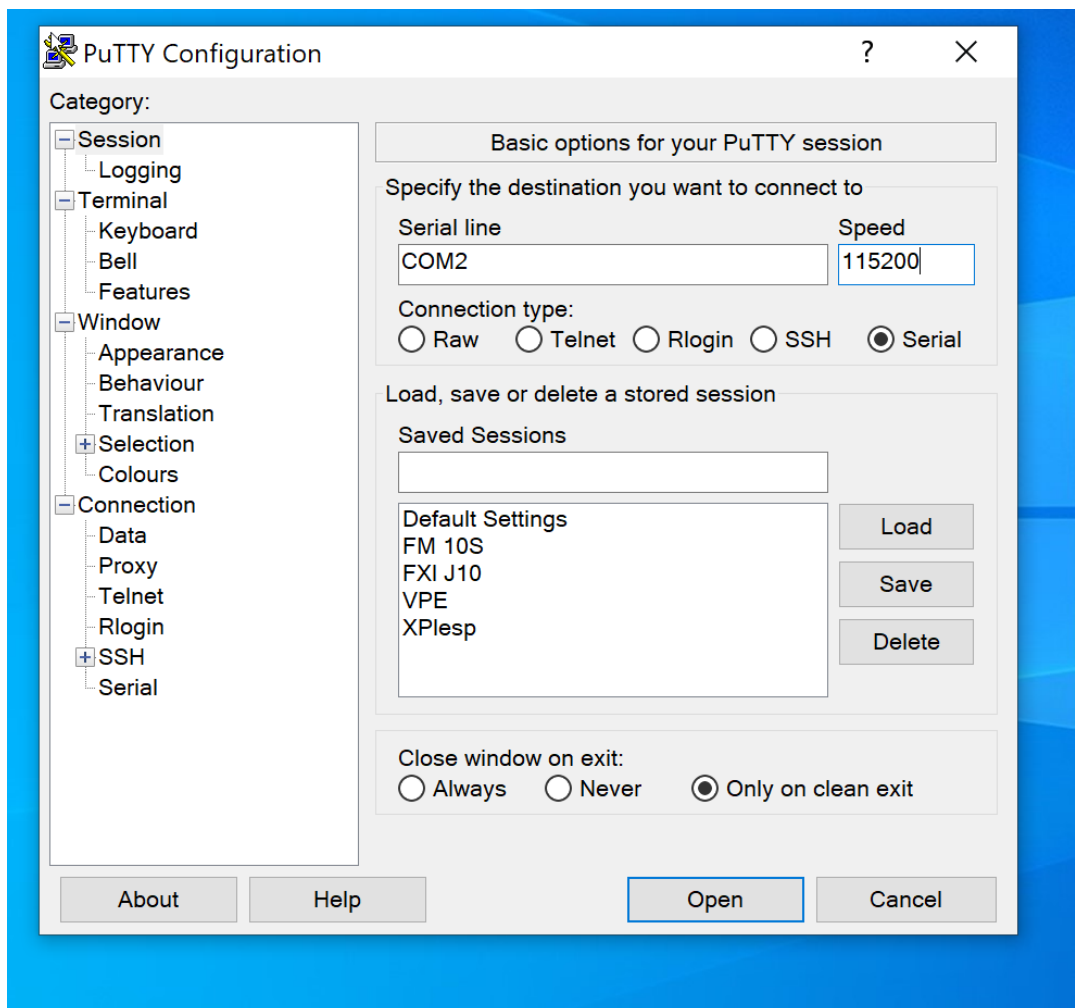 PuTTY Configuration
?
Category:
Session
Logging
Terminal
Keyboard
Bell
Features
Window
Appearance
Behaviour
Translation
Selection
Colours
Connection
Data
Proxy
Telnet
Rlogin
SSH
Serial
Basic options for your PuTTY session
Specify the destination you want to connect to
Serial line Speed
COM2 115200
Connection type:
Raw Telnet Rlogin SSH Serial
Load, save or delete a stored session
Saved Sessions
Default Settings
FM 10S
FXI J10
VPE
XPlesp
Load
Save
Delete
Close window on exit:
Always Never Only on clean exit
About Help Open Cancel